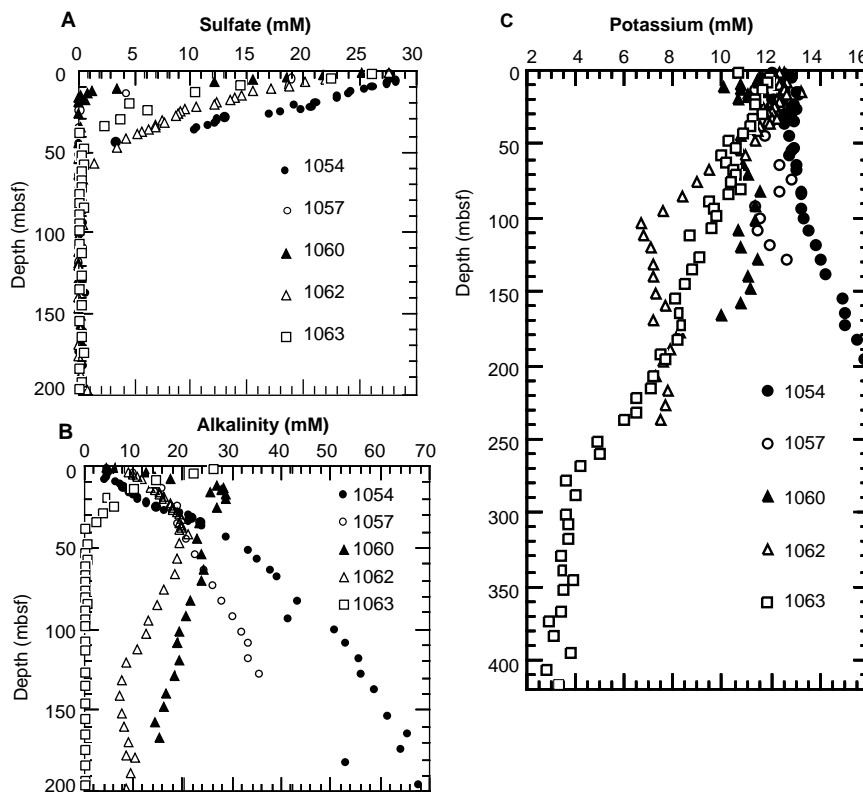 A
Sulfate (mM)
0 5 10 15 20 25 30
0
50
100
150
200
Depth (mbsf)
1054
1057
1060
1062
1063
B
Alkalinity (mM)
0 10 20 30 40 50 60 70
0
50
100
150
200
Depth (mbsf)
1054
1057
1060
1062
1063
C
Potassium (mM)
2 4 6 8 10 12 14 16
0
50
100
150
200
250
300
350
400
Depth (mbsf)
1054
1057
1060
1062
1063